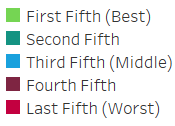 First Fifth (Best)
Second Fifth
Third Fifth (Middle)
Fourth Fifth
Last Fifth (Worst)